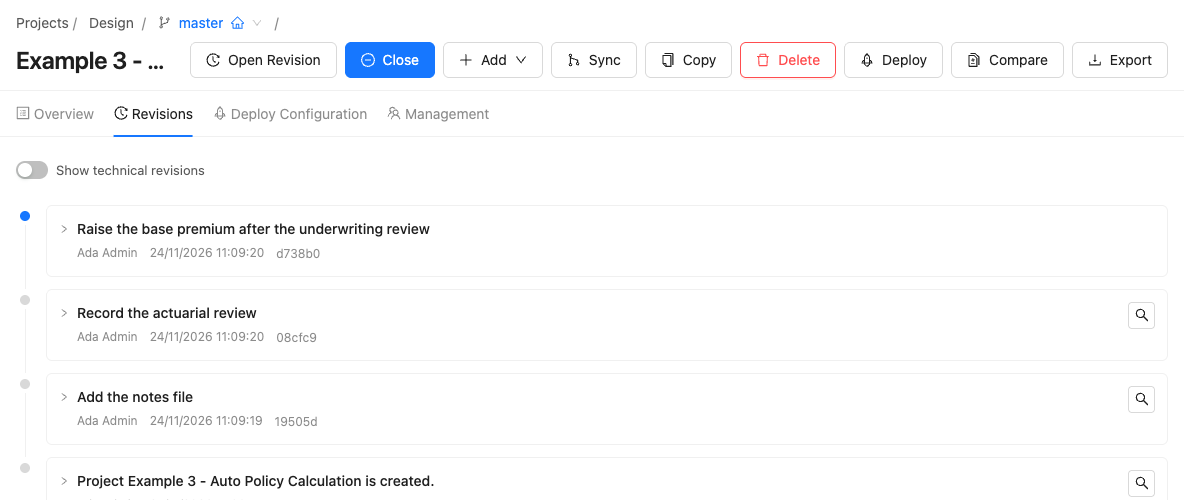 Projects / Design / master /
Example 3 - ...
Open Revision
Close
Add
Sync
Copy
Delete
Deploy
Compare
Export
Overview
Revisions
Deploy Configuration
Management
Show technical revisions
Raise the base premium after the underwriting review
Ada Admin 24/11/2026 11:09:20 d738b0
Record the actuarial review
Ada Admin 24/11/2026 11:09:20 08cfc9
Add the notes file
Ada Admin 24/11/2026 11:09:19 19505d
Project Example 3 - Auto Policy Calculation is created.